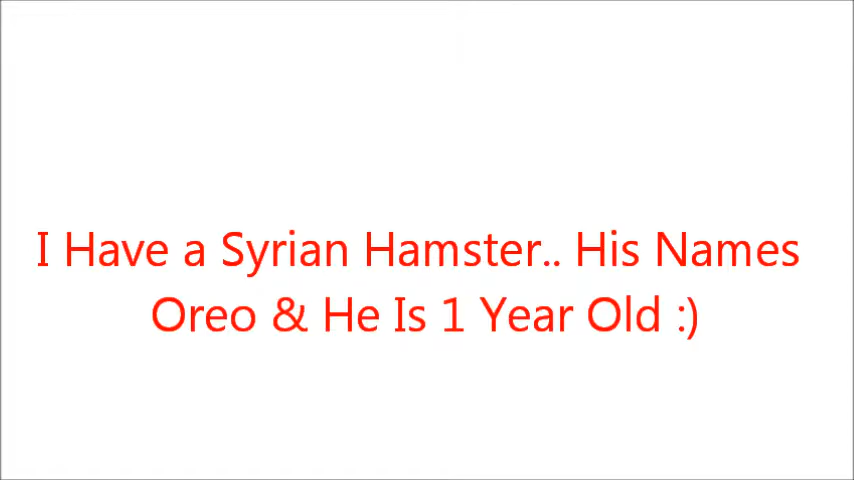 I Have a Syrian Hamster.. His Names
Oreo & He Is 1 Year Old :)